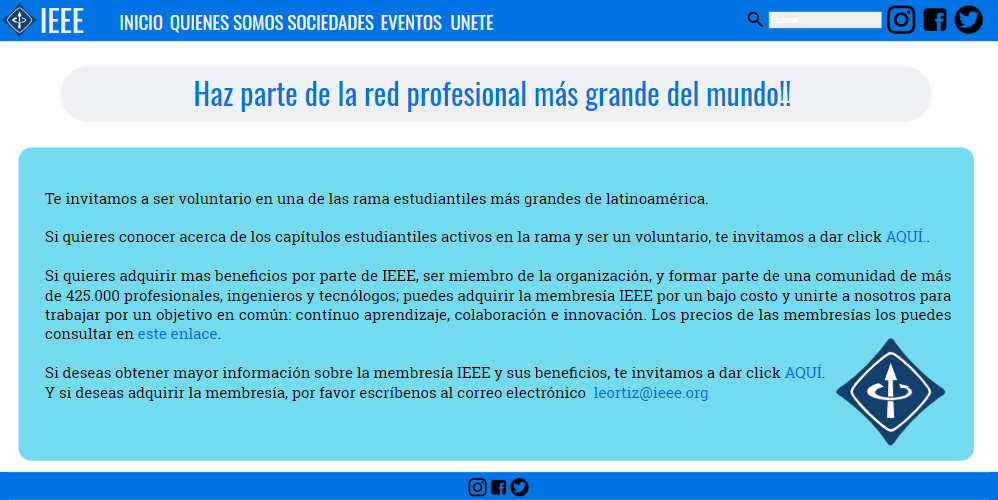 IEEE INICIO QUIENES SOMOS SOCIEDADES EVENTOS UNETE Buscar
Haz parte de la red profesional más grande del mundo!!
Te invitamos a ser voluntario en una de las rama estudiantiles más grandes de latinoamérica.
Si quieres conocer acerca de los capítulos estudiantiles activos en la rama y ser un voluntario, te invitamos a dar click AQUÍ..
Si quieres adquirir mas beneficios por parte de IEEE, ser miembro de la organización, y formar parte de una comunidad de más
de 425.000 profesionales, ingenieros y tecnólogos; puedes adquirir la membresía IEEE por un bajo costo y unirte a nosotros para
trabajar por un objetivo en común: contínuo aprendizaje, colaboración e innovación. Los precios de las membresías los puedes
consultar en este enlace.
Si deseas obtener mayor información sobre la membresía IEEE y sus beneficios, te invitamos a dar click AQUÍ.
Y si deseas adquirir la membresía, por favor escríbenos al correo electrónico leortiz@ieee.org